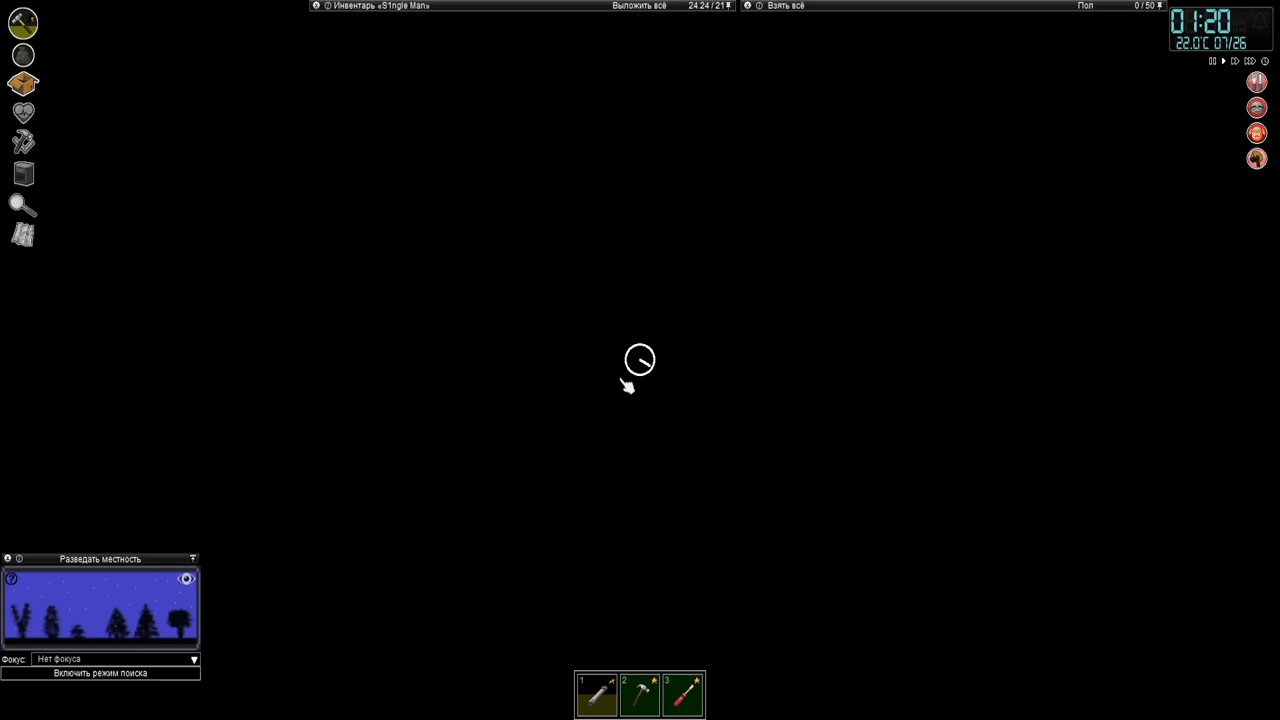 Инвентарь «S1ngle Man» Выложить всё 24.24 / 21
Взять всё Пол 0 / 50
01:20
22.0°C 07/26
Разведать местность
?
Фокус: Нет фокуса
Включить режим поиска
1 2 3